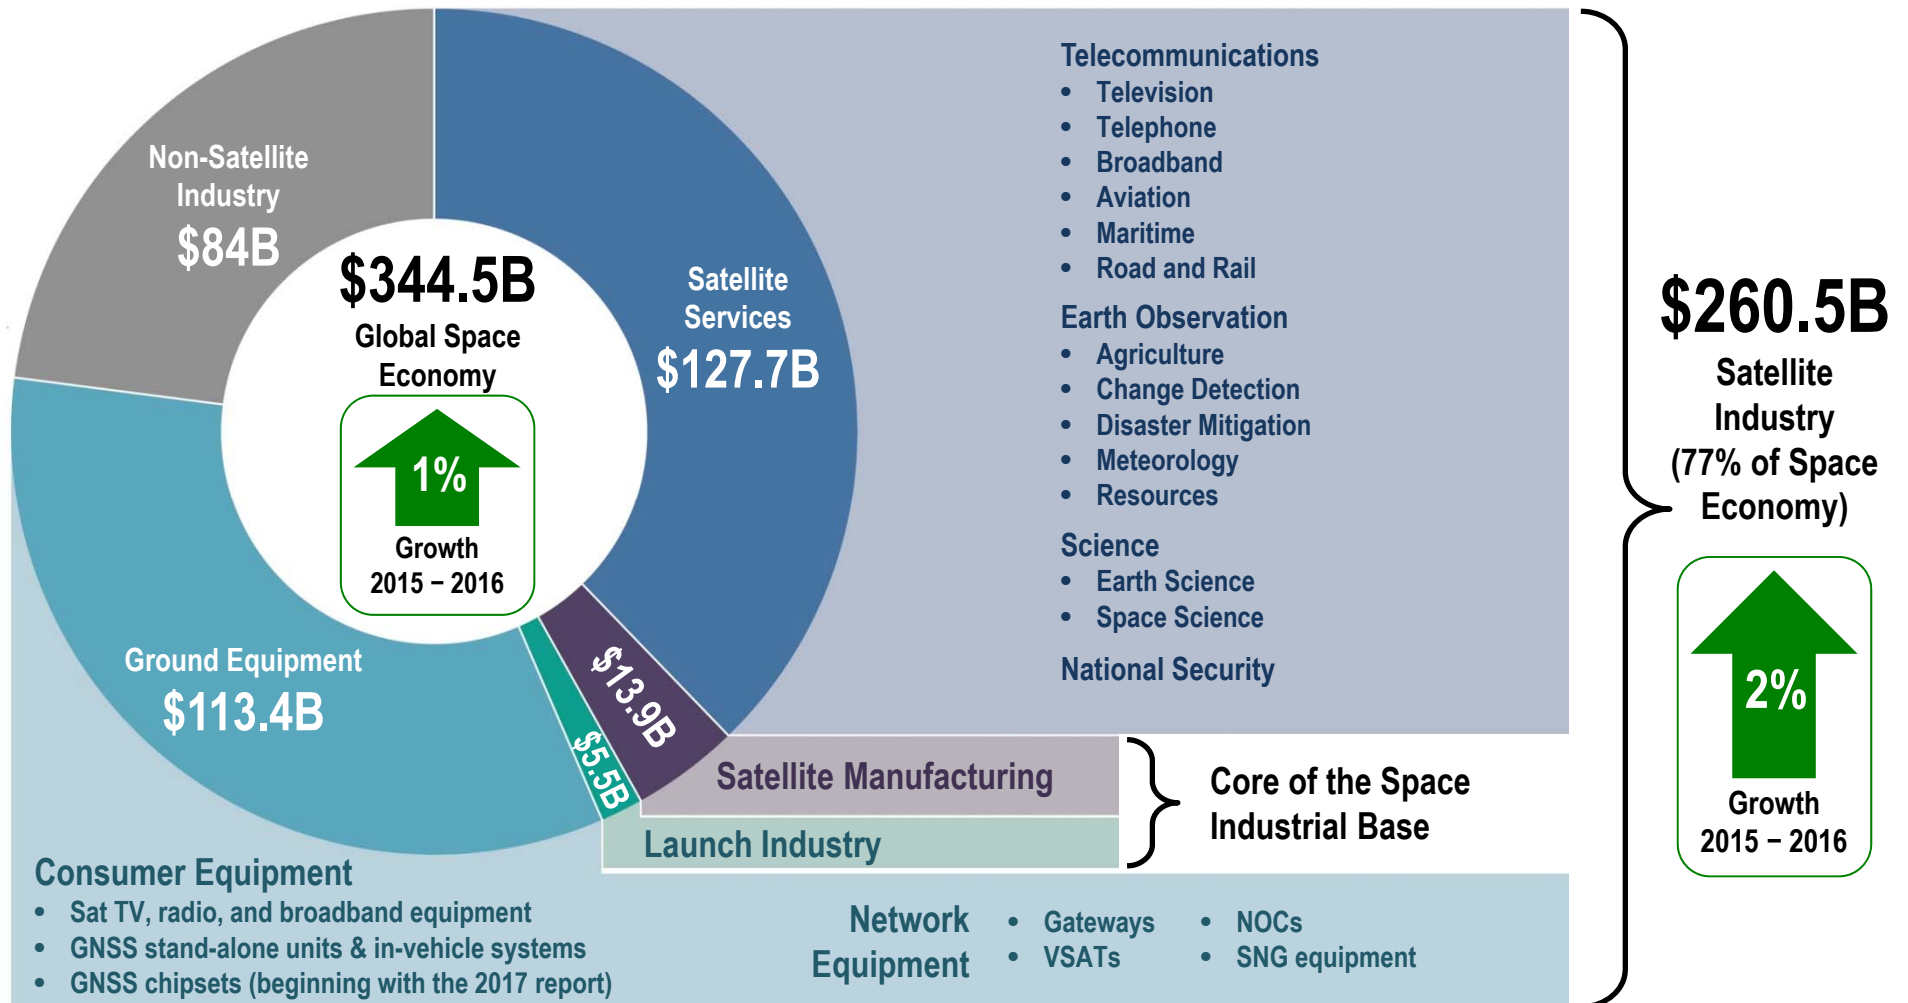 Non-Satellite
Industry
$84B
$344.5B
Global Space
Economy
1%
Growth
2015 – 2016
Satellite
Services
$127.7B
Ground Equipment
$113.4B
$13.9B
$5.5B
Telecommunications
• Television
• Telephone
• Broadband
• Aviation
• Maritime
• Road and Rail
Earth Observation
• Agriculture
• Change Detection
• Disaster Mitigation
• Meteorology
• Resources
Science
• Earth Science
• Space Science
National Security
Satellite Manufacturing
Launch Industry
Core of the Space
Industrial Base
$260.5B
Satellite
Industry
(77% of Space
Economy)
2%
Growth
2015 – 2016
Consumer Equipment
• Sat TV, radio, and broadband equipment
• GNSS stand-alone units & in-vehicle systems
• GNSS chipsets (beginning with the 2017 report)
Network
Equipment
• Gateways
• VSATs
• NOCs
• SNG equipment